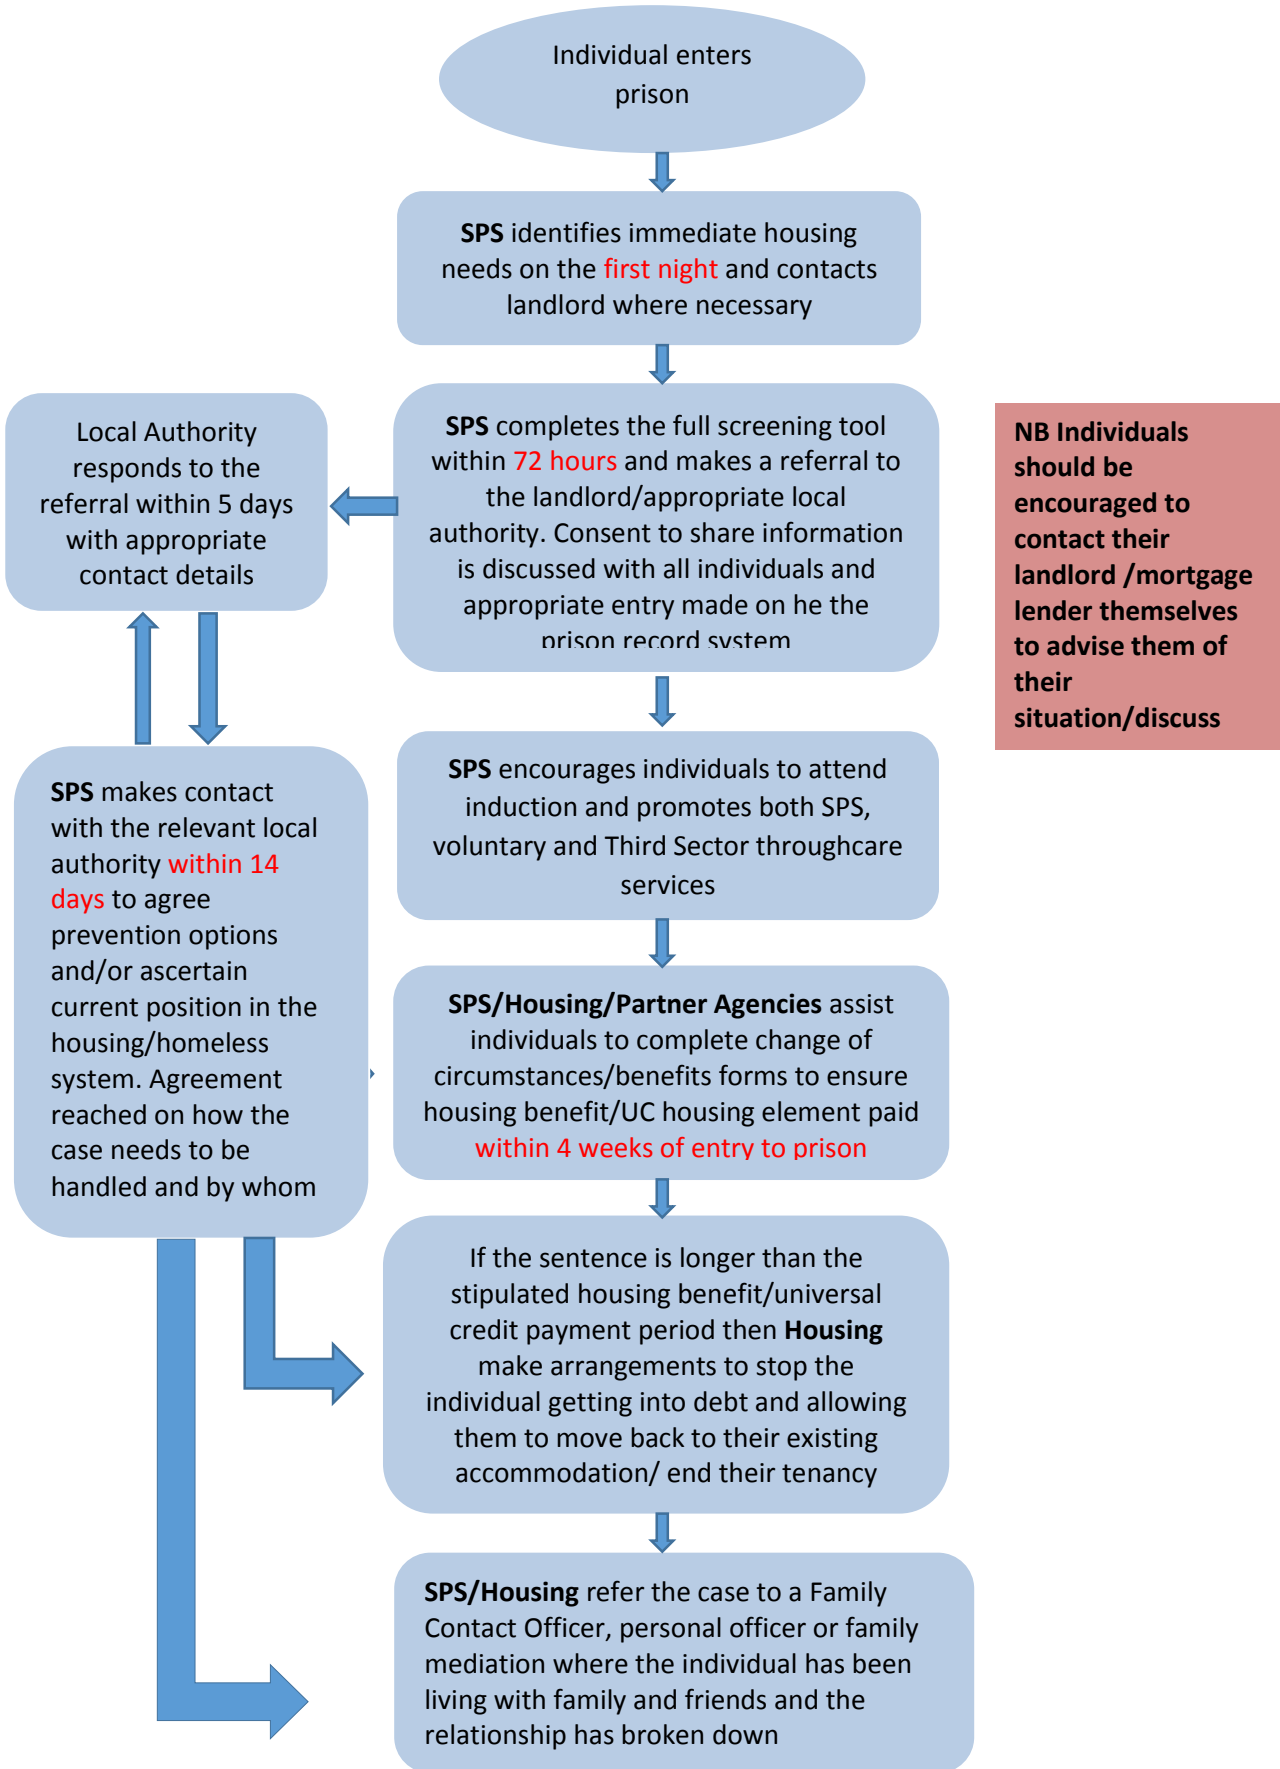 Individual enters
prison
SPS identifies immediate housing
needs on the first night and contacts
landlord where necessary
SPS completes the full screening tool
within 72 hours and makes a referral to
the landlord/appropriate local
authority. Consent to share information
is discussed with all individuals and
appropriate entry made on he the
prison record system
Local Authority
responds to the
referral within 5 days
with appropriate
contact details
NB Individuals
should be
encouraged to
contact their
landlord /mortgage
lender themselves
to advise them of
their
situation/discuss
SPS makes contact
with the relevant local
authority within 14
days to agree
prevention options
and/or ascertain
current position in the
housing/homeless
system. Agreement
reached on how the
case needs to be
handled and by whom
SPS encourages individuals to attend
induction and promotes both SPS,
voluntary and Third Sector throughcare
services
SPS/Housing/Partner Agencies assist
individuals to complete change of
circumstances/benefits forms to ensure
housing benefit/UC housing element paid
within 4 weeks of entry to prison
If the sentence is longer than the
stipulated housing benefit/universal
credit payment period then Housing
make arrangements to stop the
individual getting into debt and allowing
them to move back to their existing
accommodation/ end their tenancy
SPS/Housing refer the case to a Family
Contact Officer, personal officer or family
mediation where the individual has been
living with family and friends and the
relationship has broken down